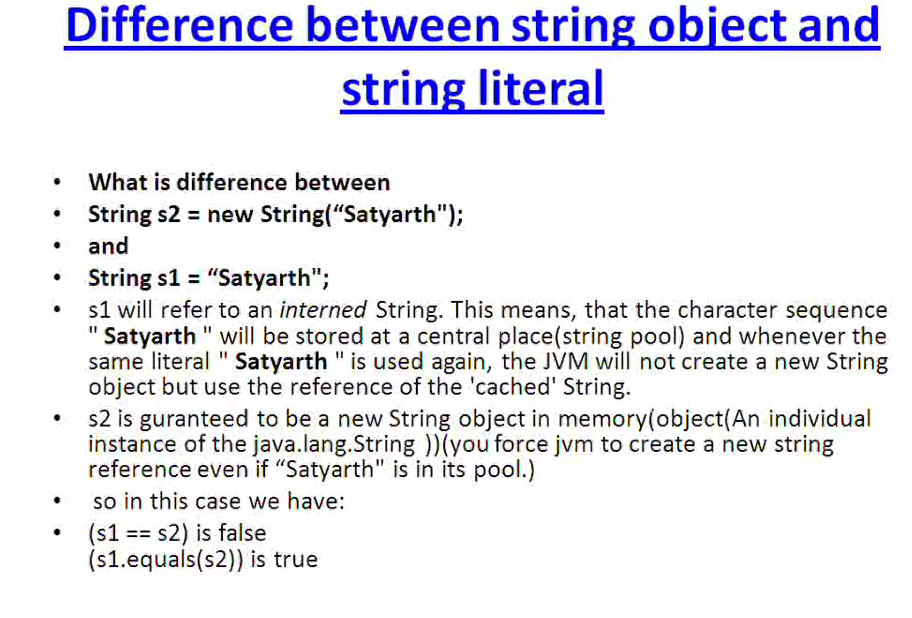 Difference between string object and
string literal
• What is difference between
• String s2 = new String(“Satyarth");
• and
• String s1 = “Satyarth";
• s1 will refer to an interned String. This means, that the character sequence
" Satyarth " will be stored at a central place(string pool) and whenever the
same literal " Satyarth " is used again, the JVM will not create a new String
object but use the reference of the 'cached' String.
• s2 is guranteed to be a new String object in memory(object(An individual
instance of the java.lang.String ))(you force jvm to create a new string
reference even if “Satyarth" is in its pool.)
• so in this case we have:
• (s1 == s2) is false
(s1.equals(s2)) is true